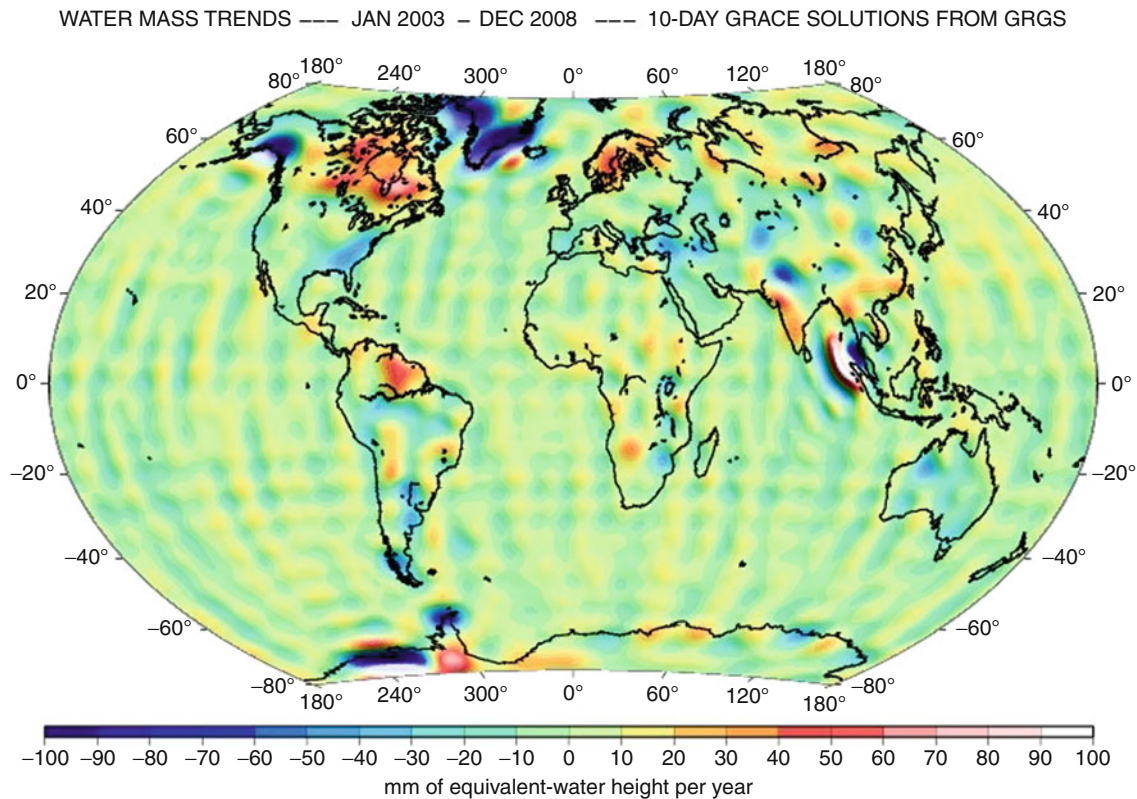 WATER MASS TRENDS --- JAN 2003 – DEC 2008 --- 10-DAY GRACE SOLUTIONS FROM GRGS
180° 240° 300° 0° 60° 120° 180°
80° 80°
60° 60°
40° 40°
20° 20°
0° 0°
–20° –20°
–40° –40°
–60° –60°
–80° –80°
180° 240° 300° 0° 60° 120° 180°
–100 –90 –80 –70 –60 –50 –40 –30 –20 –10 0 10 20 30 40 50 60 70 80 90 100
mm of equivalent-water height per year